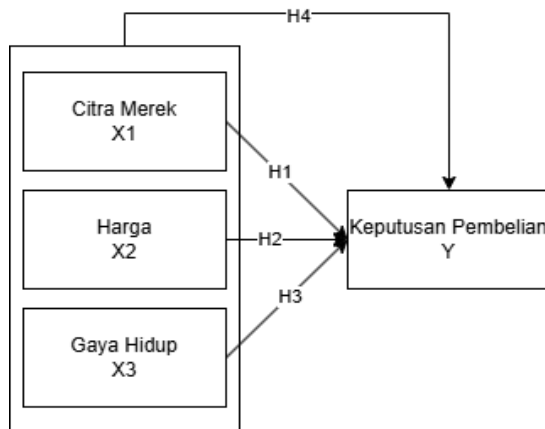 H4
Citra Merek
X1
H1
Harga
X2
H2
Keputusan Pembelian
Y
H3
Gaya Hidup
X3